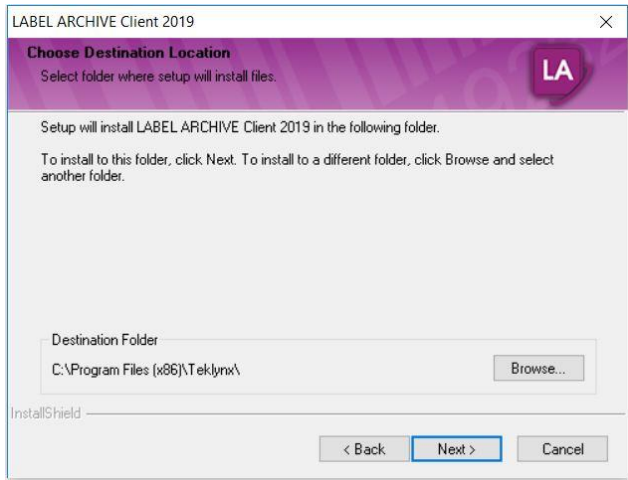 LABEL ARCHIVE Client 2019
Choose Destination Location
Select folder where setup will install files.
LA
Setup will install LABEL ARCHIVE Client 2019 in the following folder.
To install to this folder, click Next. To install to a different folder, click Browse and select
another folder.
Destination Folder
C:\Program Files (x86)\Teklynx\
Browse...
InstallShield
< Back
Next >
Cancel